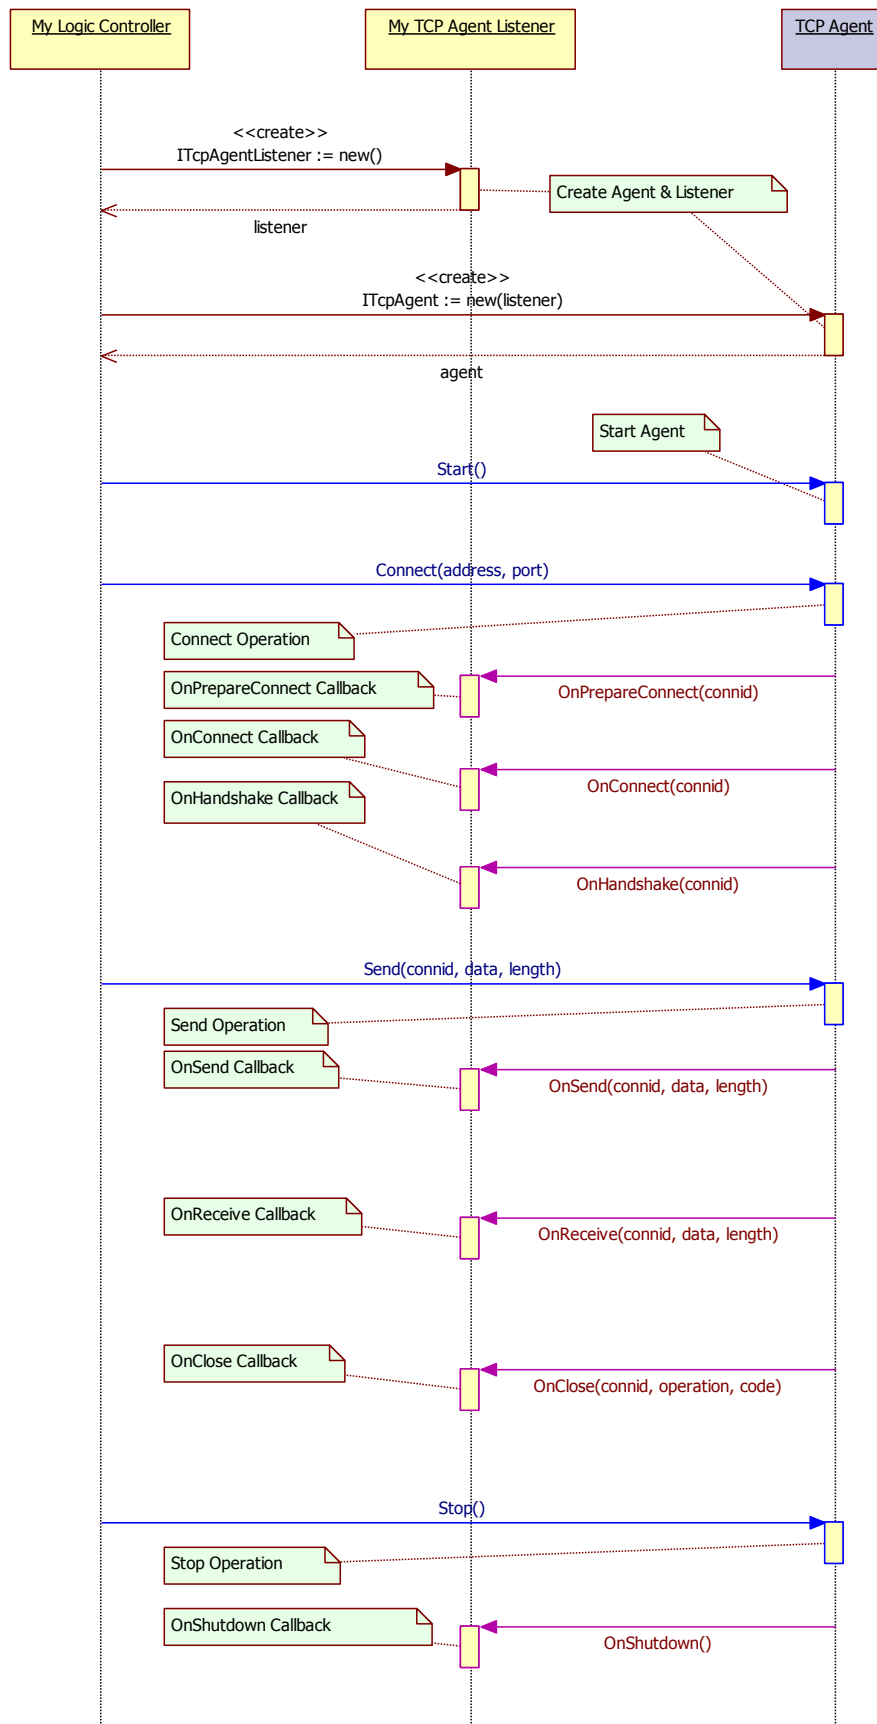 My Logic Controller
My TCP Agent Listener
TCP Agent
<<create>>
ITcpAgentListener := new()
Create Agent & Listener
listener
<<create>>
ITcpAgent := new(listener)
agent
Start Agent
Start()
Connect(address, port)
Connect Operation
OnPrepareConnect Callback
OnPrepareConnect(connid)
OnConnect Callback
OnConnect(connid)
OnHandshake Callback
OnHandshake(connid)
Send(connid, data, length)
Send Operation
OnSend Callback
OnSend(connid, data, length)
OnReceive Callback
OnReceive(connid, data, length)
OnClose Callback
OnClose(connid, operation, code)
Stop()
Stop Operation
OnShutdown Callback
OnShutdown()